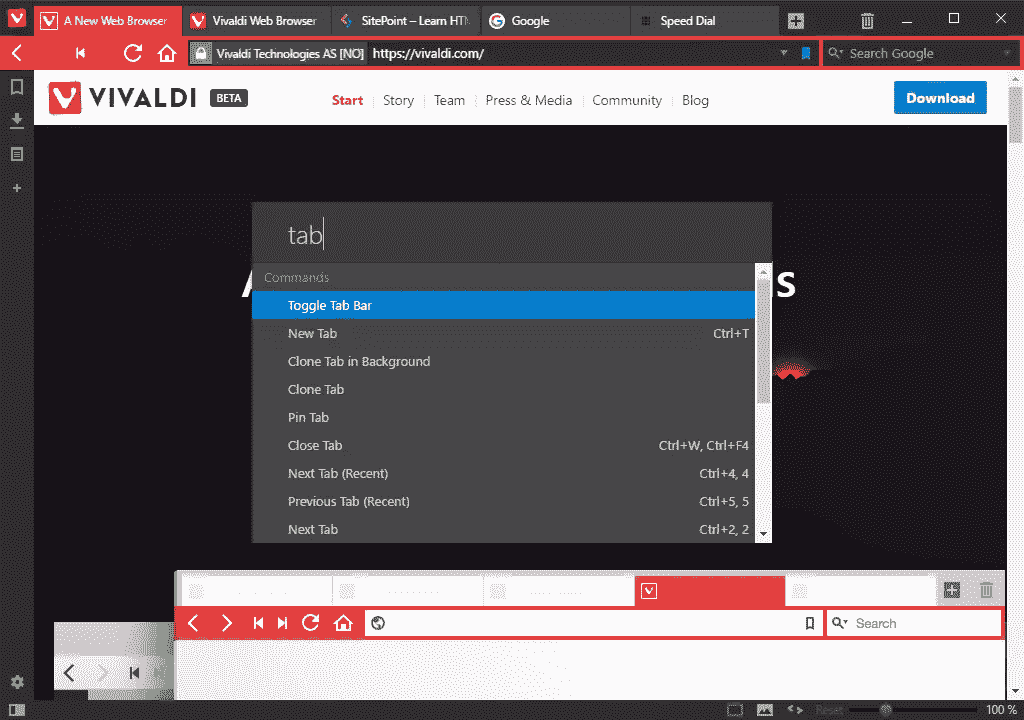 A New Web Browser Vivaldi Web Browser SitePoint – Learn HTM Google Speed Dial
Vivaldi Technologies AS [NO] https://vivaldi.com/ Search Google
VIVALDI BETA Start Story Team Press & Media Community Blog Download
tab
Commands
Toggle Tab Bar
New Tab Ctrl+T
Clone Tab in Background
Clone Tab
Pin Tab
Close Tab Ctrl+W, Ctrl+F4
Next Tab (Recent) Ctrl+4, 4
Previous Tab (Recent) Ctrl+5, 5
Next Tab Ctrl+2, 2
Search
Reset 100 %